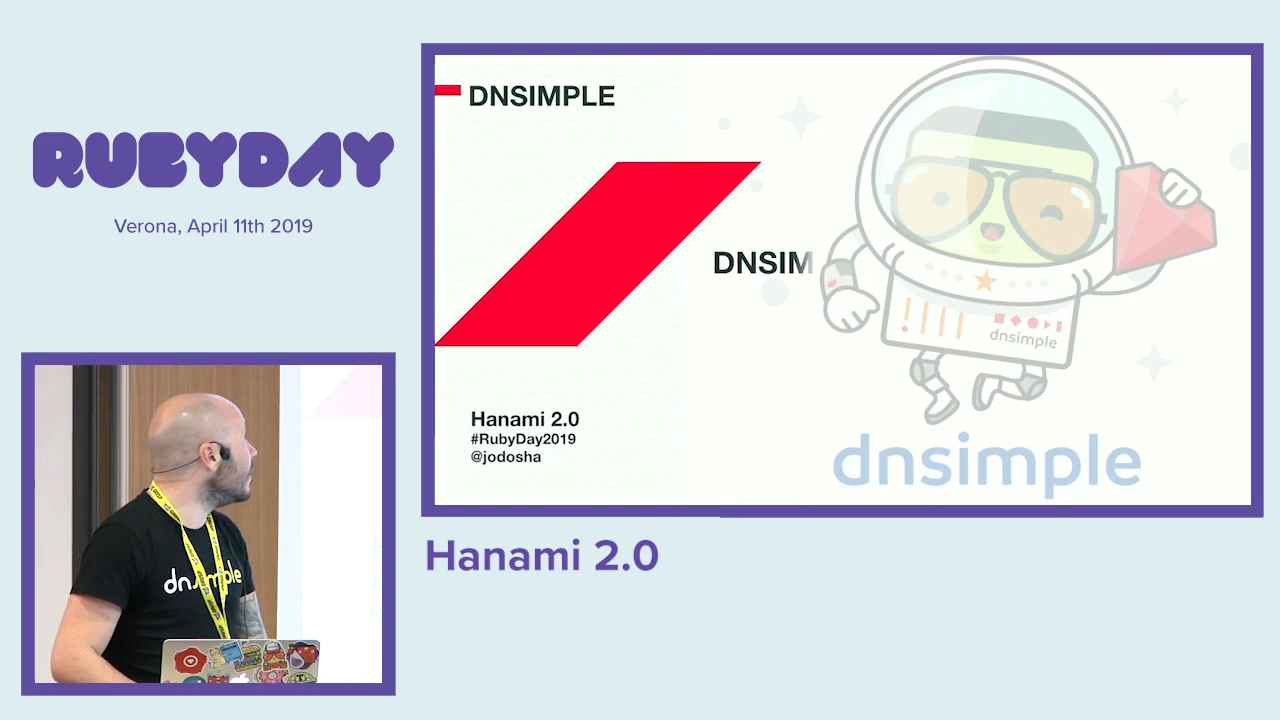 RUBYDAY
Verona, April 11th 2019
DNSIMPLE
DNSIM
dnsimple
dnsimple
Hanami 2.0
#RubyDay2019
@jodosha
Hanami 2.0
dnsimple